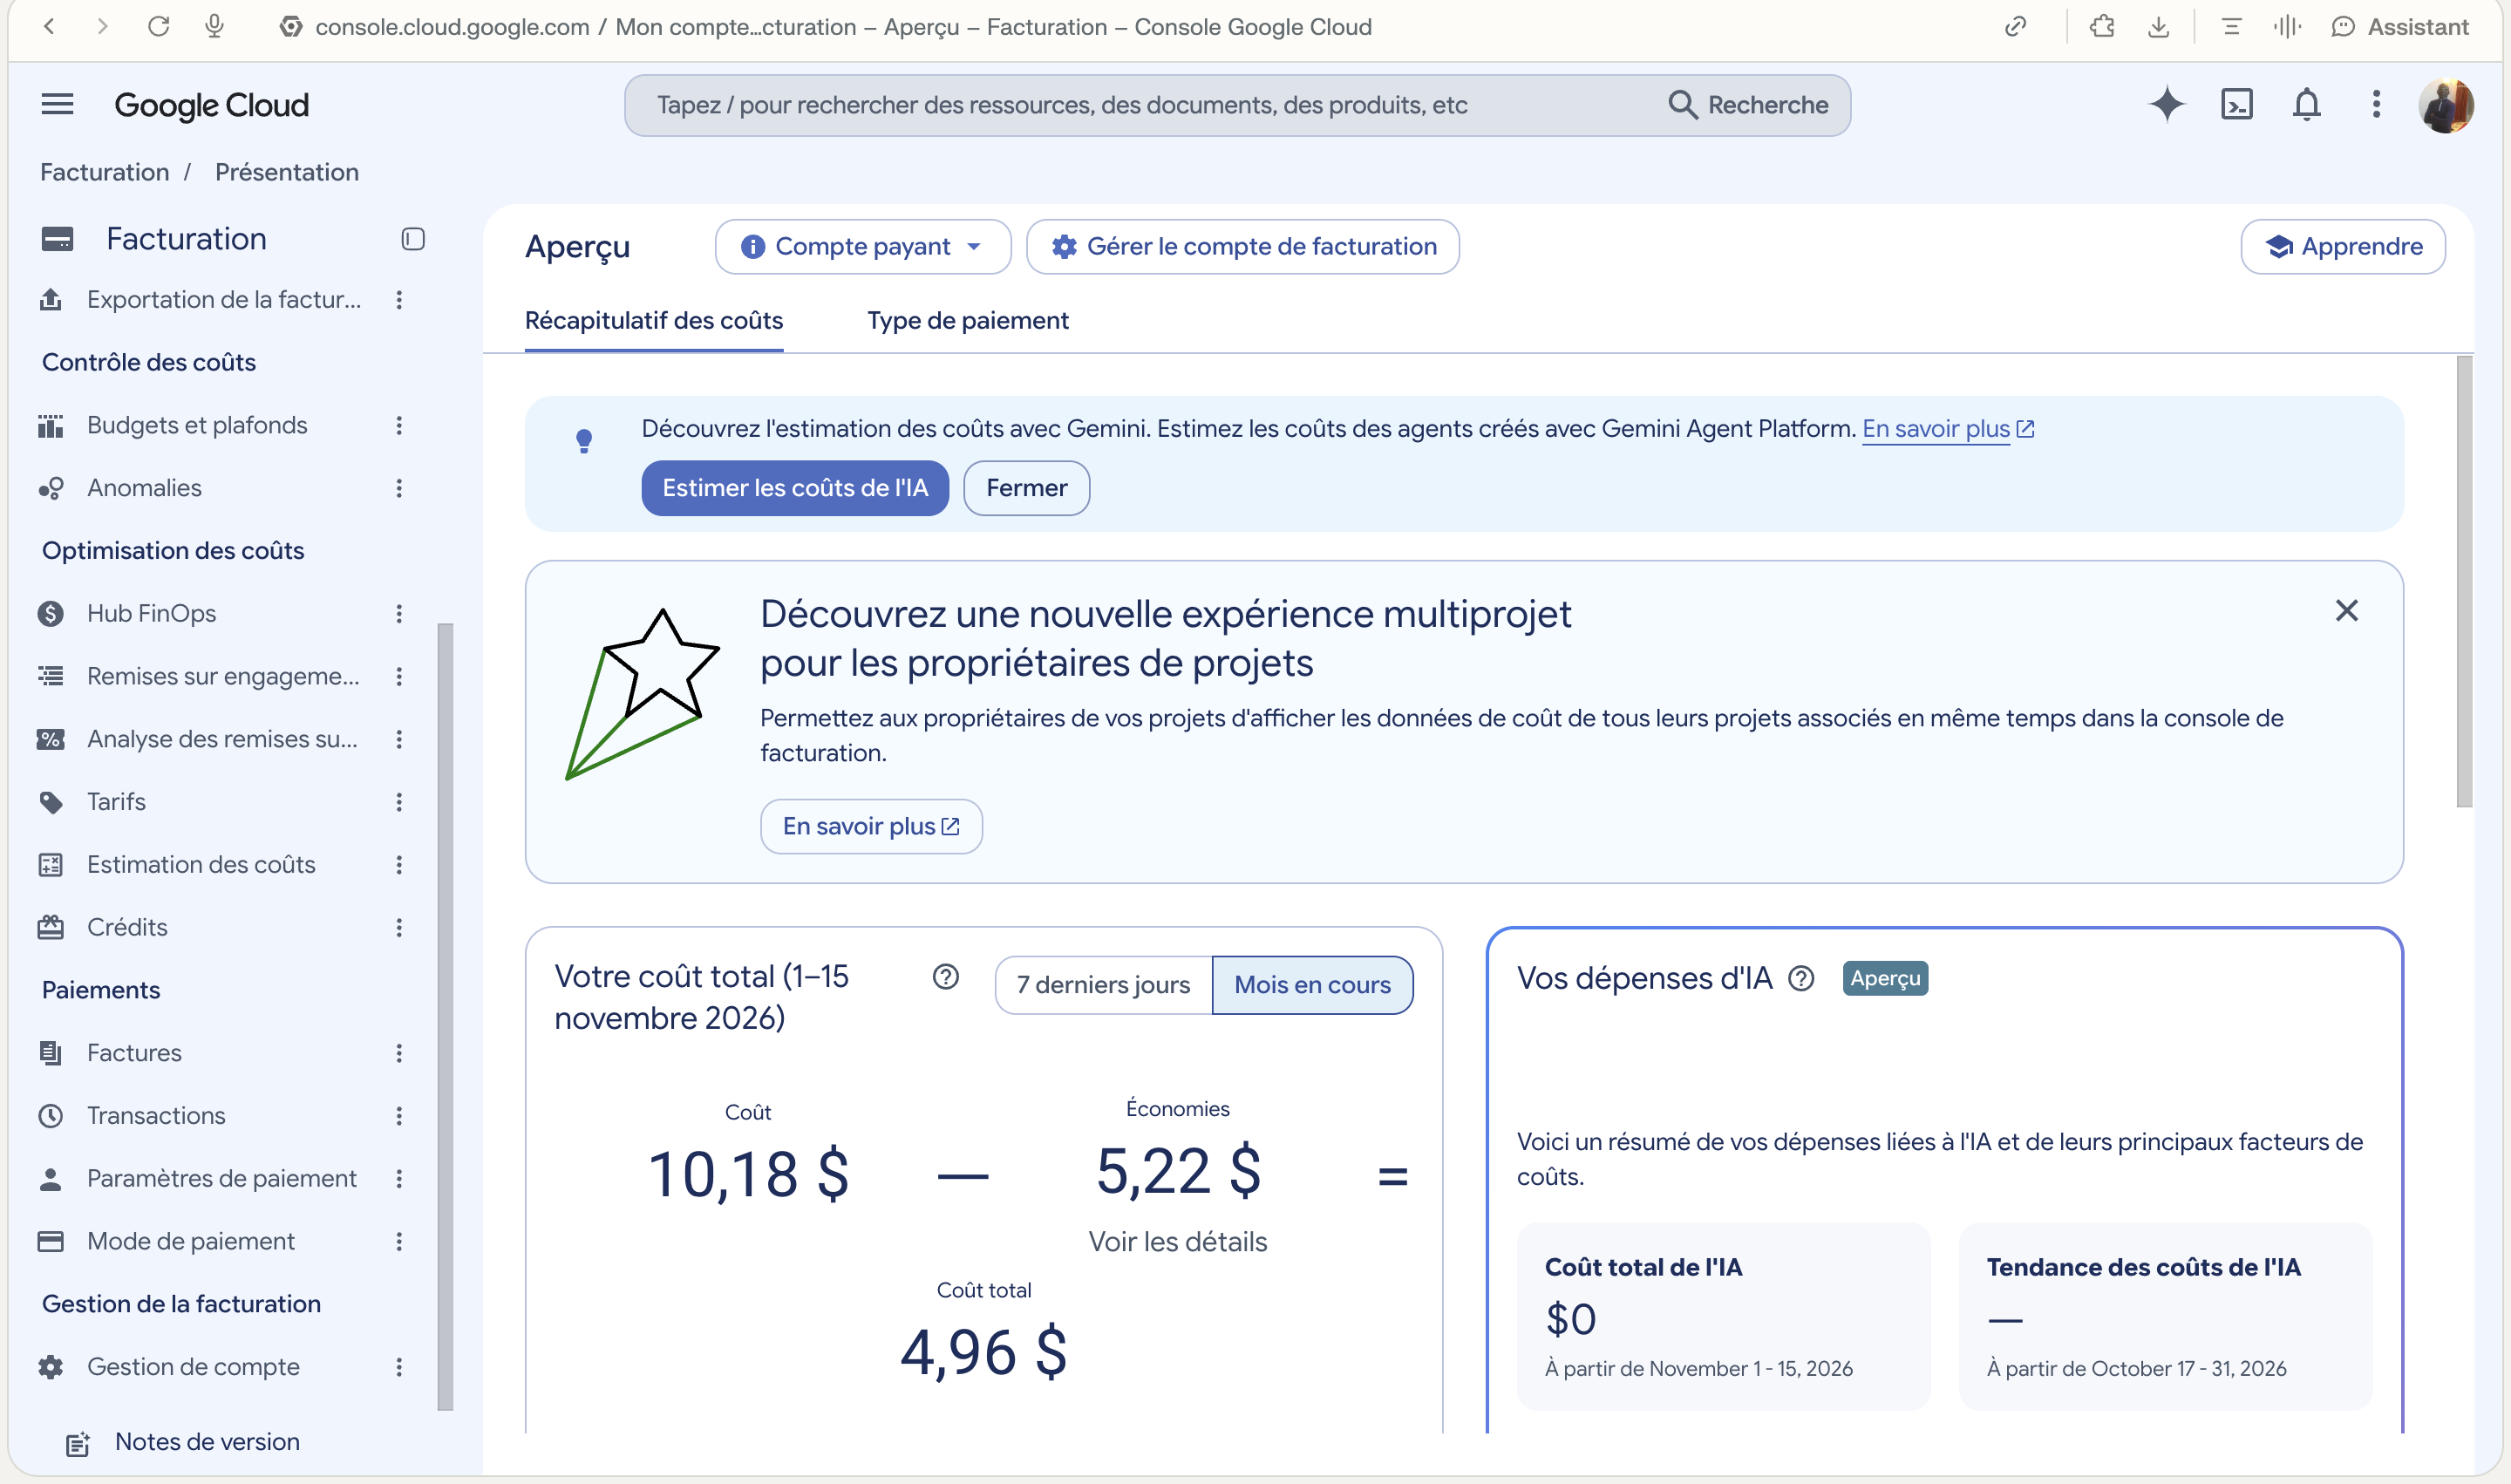 console.cloud.google.com / Mon compte...cturation – Aperçu – Facturation – Console Google Cloud
Assistant
Google Cloud
Tapez / pour rechercher des ressources, des documents, des produits, etc
Recherche
Facturation / Présentation
Facturation
Exportation de la factur...
Contrôle des coûts
Budgets et plafonds
Anomalies
Optimisation des coûts
Hub FinOps
Remises sur engageme...
Analyse des remises su...
Tarifs
Estimation des coûts
Crédits
Paiements
Factures
Transactions
Paramètres de paiement
Mode de paiement
Gestion de la facturation
Gestion de compte
Notes de version
Aperçu
Compte payant
Gérer le compte de facturation
Apprendre
Récapitulatif des coûts
Type de paiement
Découvrez l'estimation des coûts avec Gemini. Estimez les coûts des agents créés avec Gemini Agent Platform. En savoir plus
Estimer les coûts de l'IA
Fermer
Découvrez une nouvelle expérience multiprojet
pour les propriétaires de projets
Permettez aux propriétaires de vos projets d'afficher les données de coût de tous leurs projets associés en même temps dans la console de
facturation.
En savoir plus
Votre coût total (1–15
novembre 2026)
7 derniers jours
Mois en cours
Coût
10,18 $
—
Économies
5,22 $
Voir les détails
=
Coût total
4,96 $
Vos dépenses d'IA
Aperçu
Voici un résumé de vos dépenses liées à l'IA et de leurs principaux facteurs de
coûts.
Coût total de l'IA
$0
À partir de November 1 - 15, 2026
Tendance des coûts de l'IA
—
À partir de October 17 - 31, 2026